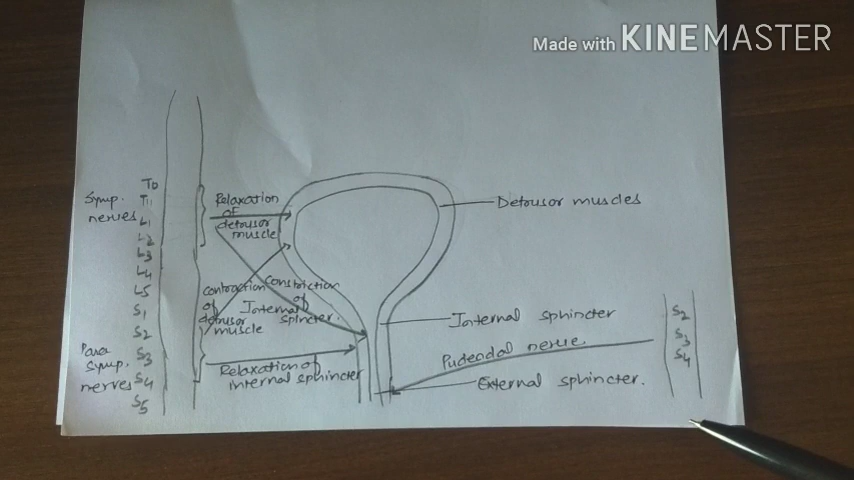 Made with KINEMASTER
Symp.
nerves
T10
T11
L1
L2
L3
L4
L5
S1
S2
S3
S4
S5
Para
symp.
nerves
Relaxation
of
detrusor
muscle
Contraction
of
detrusor
muscle
Constriction
of
Internal
spincter.
Relaxation of
internal sphincter
Detrusor muscles
Internal sphincter
Pudendal nerve
External sphincter.
S2
S3
S4